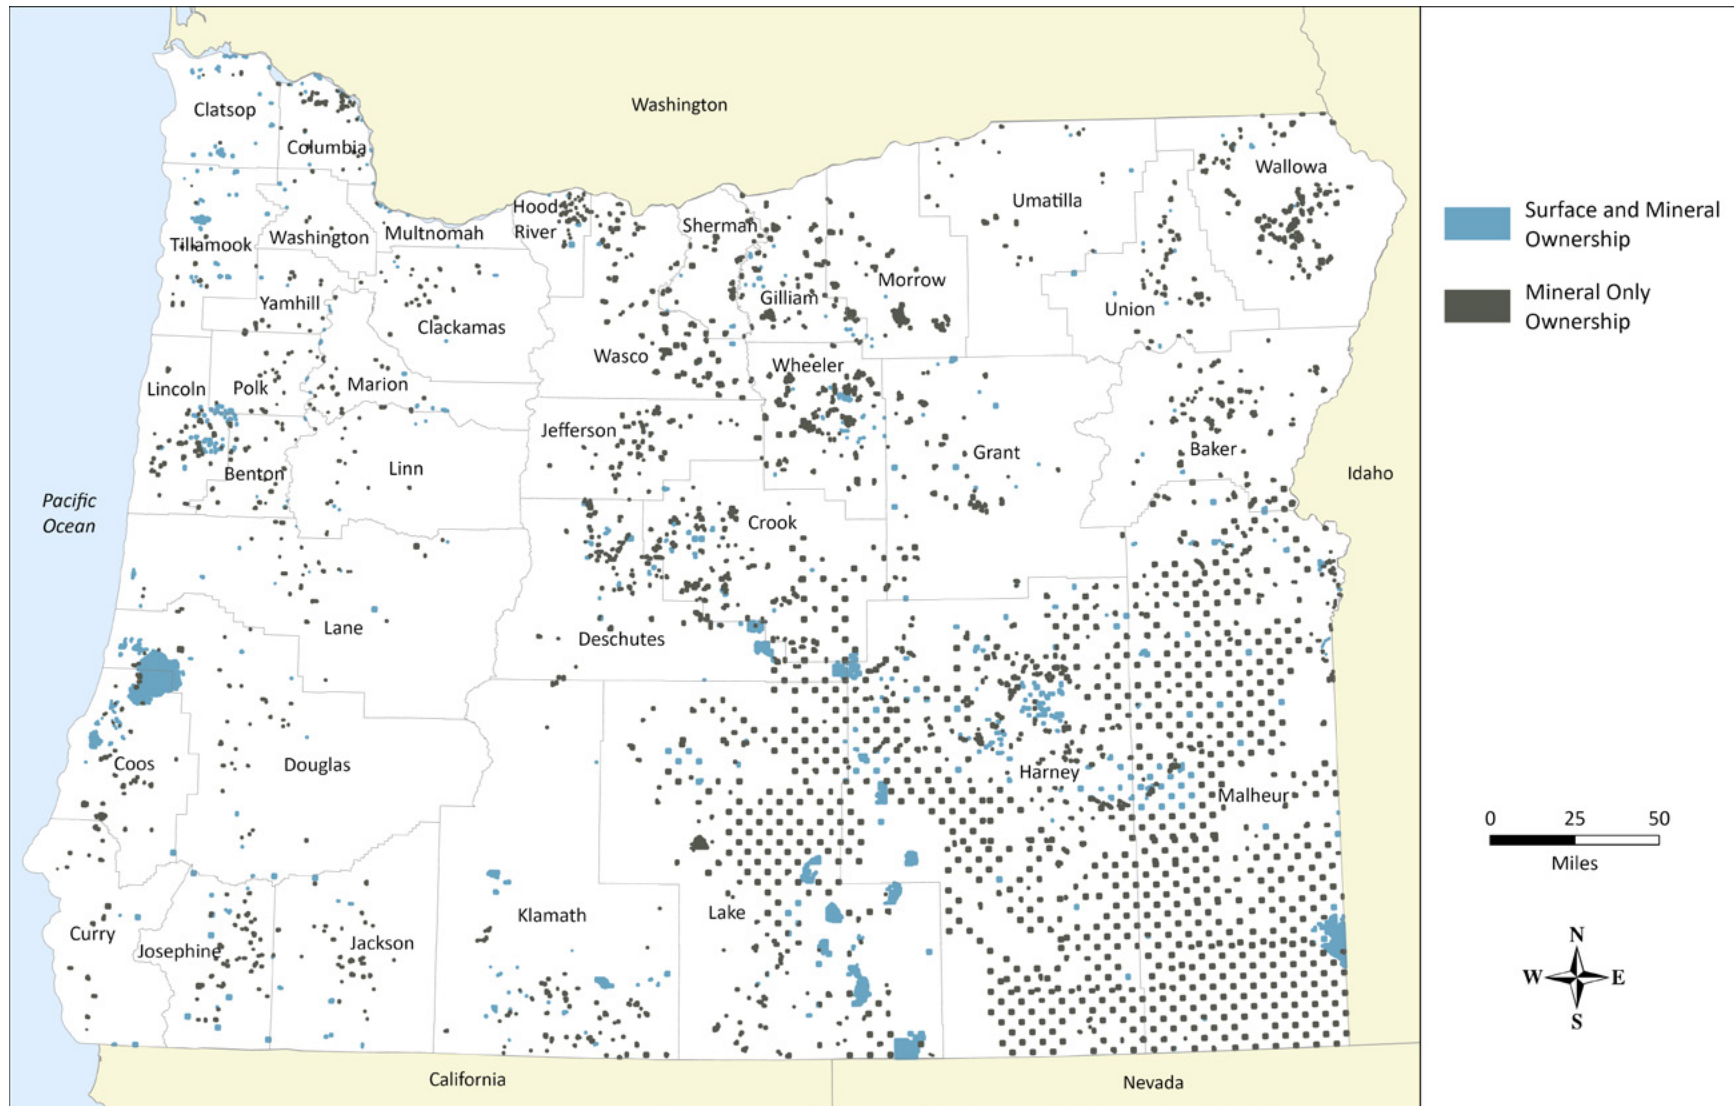 Washington
Clatsop
Columbia
Wallowa
Umatilla
Hood
River
Sherman
Multnomah
Washington
Tillamook
Morrow
Gilliam
Yamhill
Union
Clackamas
Wasco
Wheeler
Lincoln
Polk
Marion
Jefferson
Grant
Baker
Linn
Benton
Idaho
Pacific
Ocean
Crook
Lane
Deschutes
Coos
Douglas
Harney
Malheur
Klamath
Lake
Curry
Josephine
Jackson
California
Nevada
Surface and Mineral
Ownership
Mineral Only
Ownership
0 25 50
Miles
N
W E
S